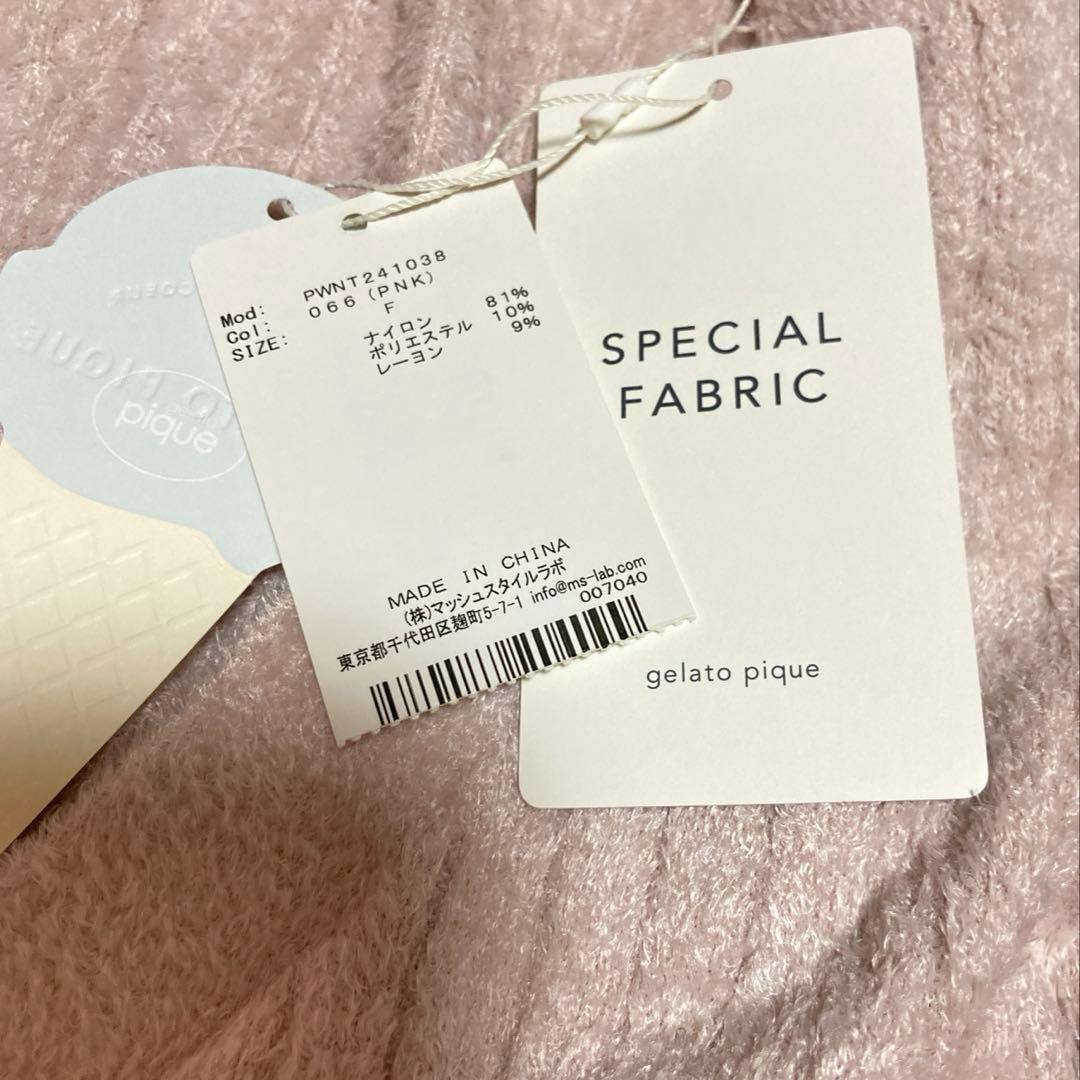 Mod: PWNT241038
Col: 066 (PNK)
SIZE: F
ナイロン 81%
ポリエステル 10%
レーヨン 9%
MADE IN CHINA
(株)マッシュスタイルラボ
東京都千代田区麹町5-7-1 info@ms-lab.com
007040
SPECIAL
FABRIC
gelato pique
PIQUE
pique